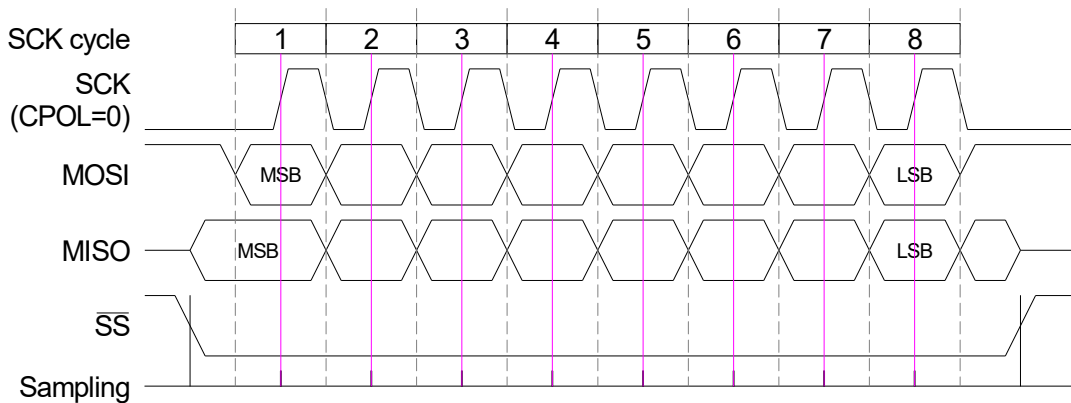 SCK cycle 1 2 3 4 5 6 7 8
SCK
(CPOL=0)
MOSI MSB LSB
MISO MSB LSB
SS
Sampling